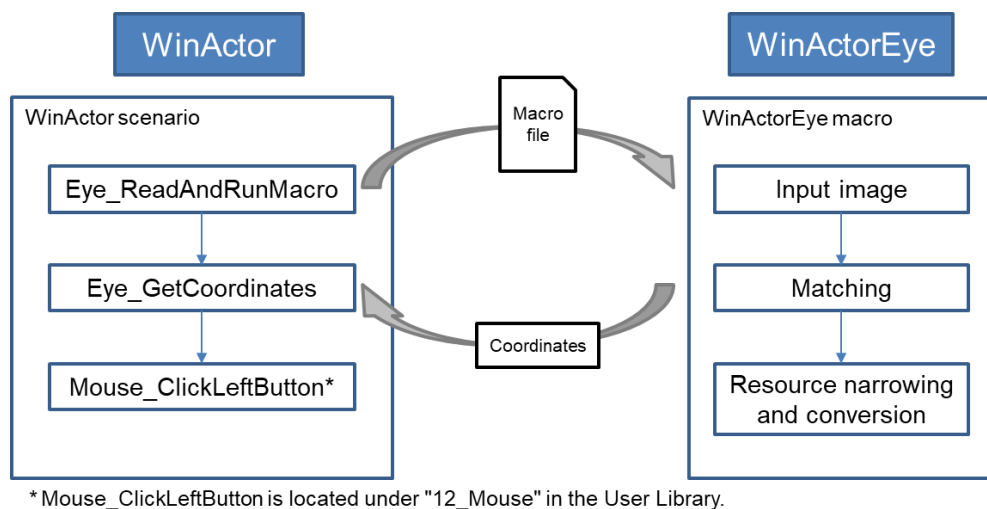 WinActor
WinActorEye
WinActor scenario
Macro
file
WinActorEye macro
Eye_ReadAndRunMacro
Input image
Eye_GetCoordinates
Matching
Coordinates
Mouse_ClickLeftButton*
Resource narrowing
and conversion
* Mouse_ClickLeftButton is located under "12_Mouse" in the User Library.